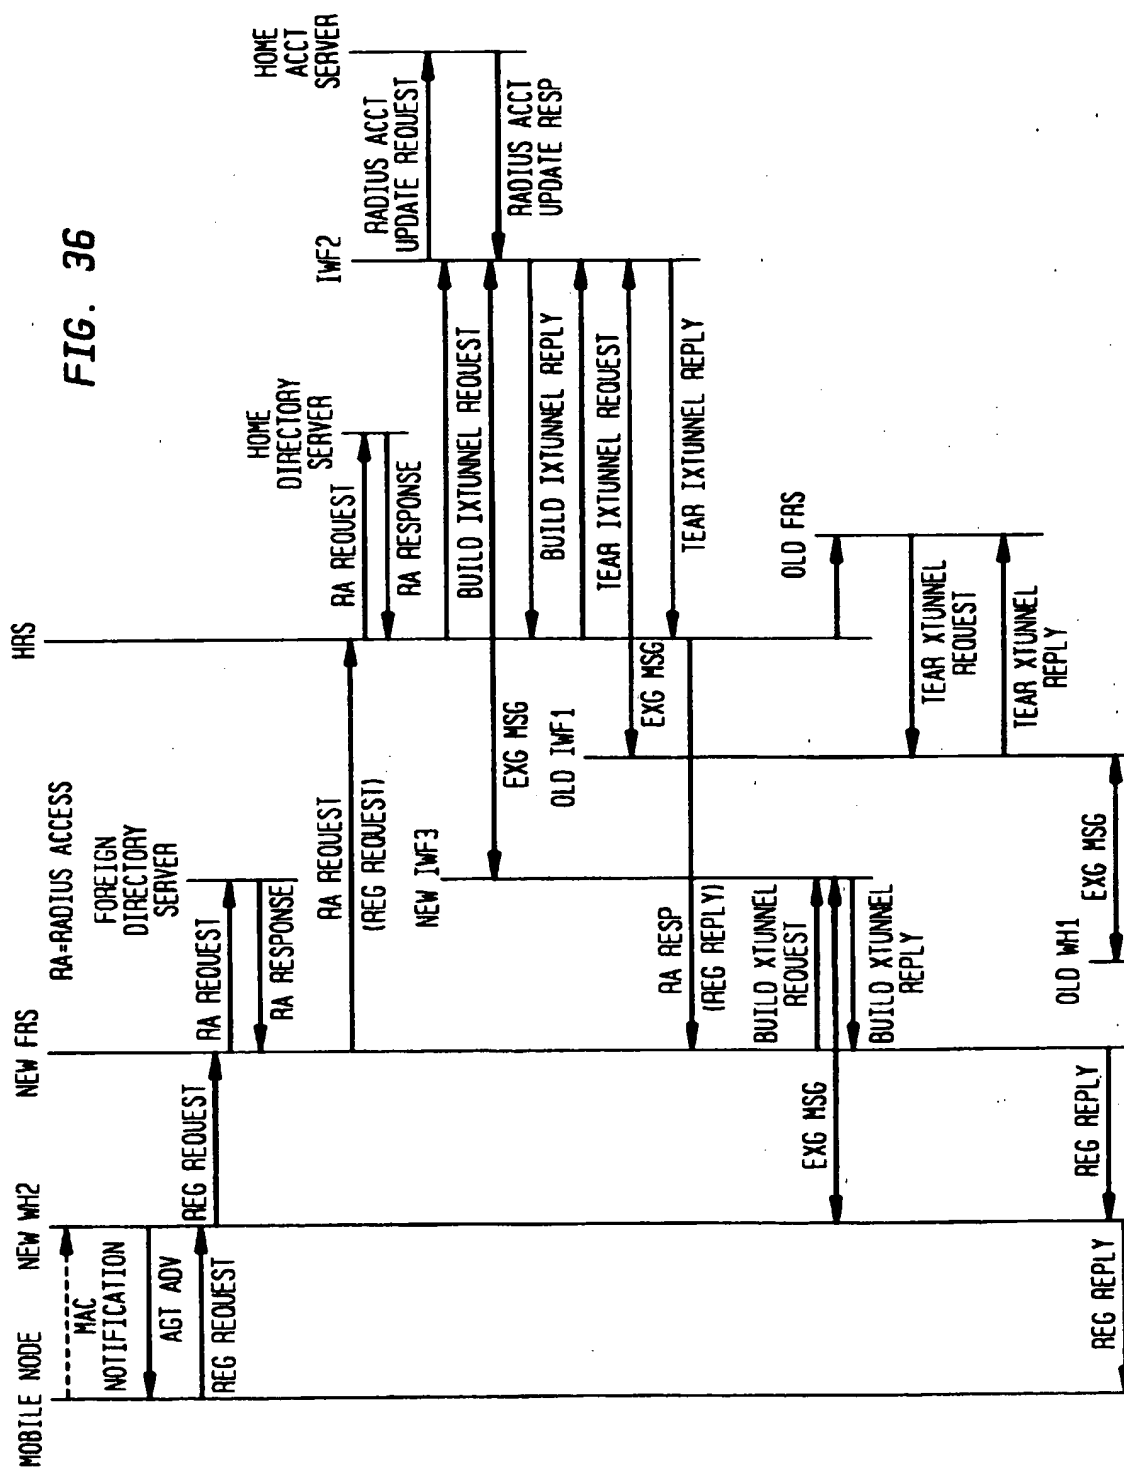 FIG. 36
MOBILE NODE
NEW WH2
NEW FRS
RA=RADIUS ACCESS
FOREIGN
DIRECTORY
SERVER
HRS
HOME
DIRECTORY
SERVER
IWF2
HOME
ACCT
SERVER
MAC
NOTIFICATION
AGT ADV
REG REQUEST
REG REQUEST
RA REQUEST
RA RESPONSE
RA REQUEST
(REG REQUEST)
RA REQUEST
RA RESPONSE
RADIUS ACCT
UPDATE REQUEST
BUILD IXTUNNEL REQUEST
NEW IWF3
EXG MSG
RADIUS ACCT
UPDATE RESP
BUILD IXTUNNEL REPLY
OLD IWF1
TEAR IXTUNNEL REQUEST
EXG MSG
TEAR IXTUNNEL REPLY
RA RESP
(REG REPLY)
OLD FRS
BUILD XTUNNEL
REQUEST
EXG MSG
BUILD XTUNNEL
REPLY
TEAR XTUNNEL
REQUEST
TEAR XTUNNEL
REPLY
OLD WH1
EXG MSG
REG REPLY
REG REPLY